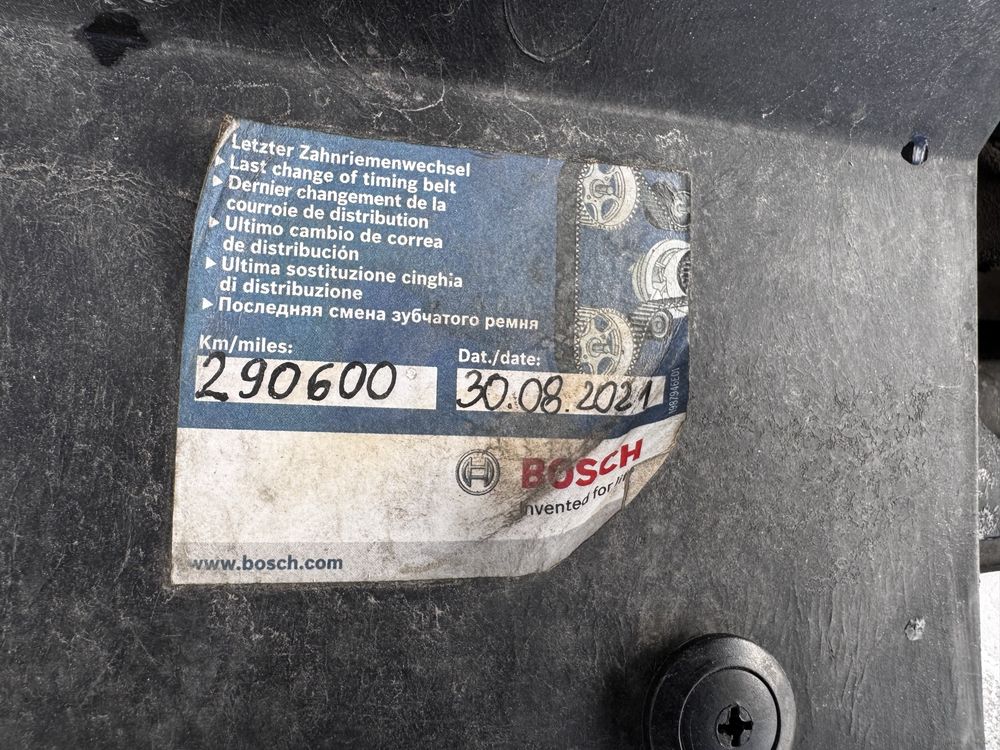 Letzter Zahnriemenwechsel
▶ Last change of timing belt
▶ Dernier changement de la
courroie de distribution
▶ Ultimo cambio de correa
de distribución
▶ Ultima sostituzione cinghia
di distribuzione
▶ Последняя смена зубчатого ремня
Km/miles:
290600
Dat./date:
30.08.2021
BOSCH
Invented for
www.bosch.com